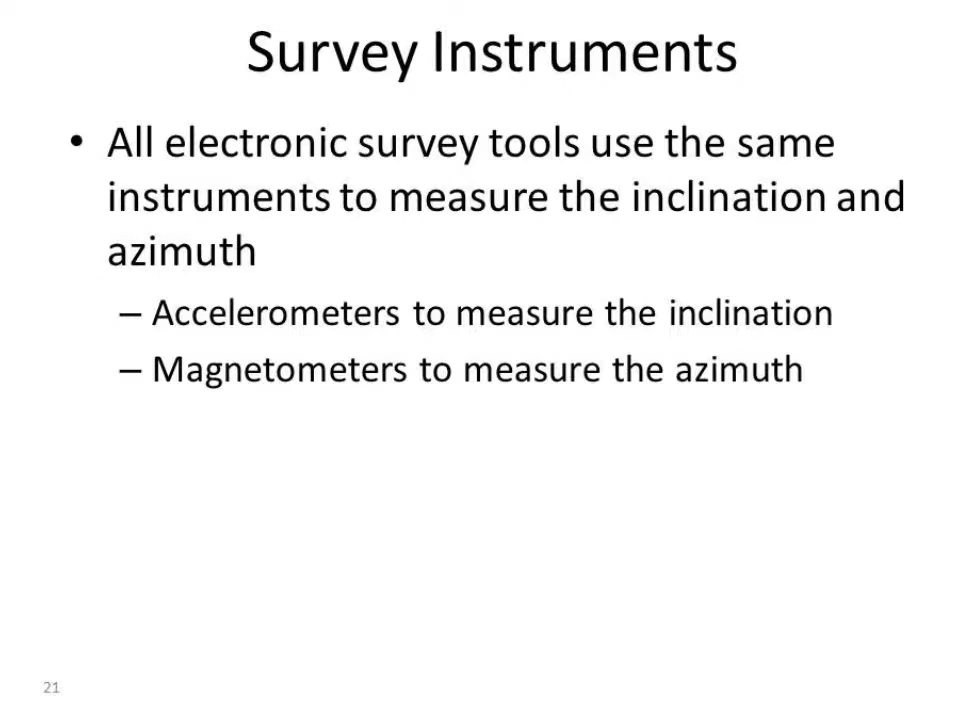 Survey Instruments
• All electronic survey tools use the same
instruments to measure the inclination and
azimuth
– Accelerometers to measure the inclination
– Magnetometers to measure the azimuth
21